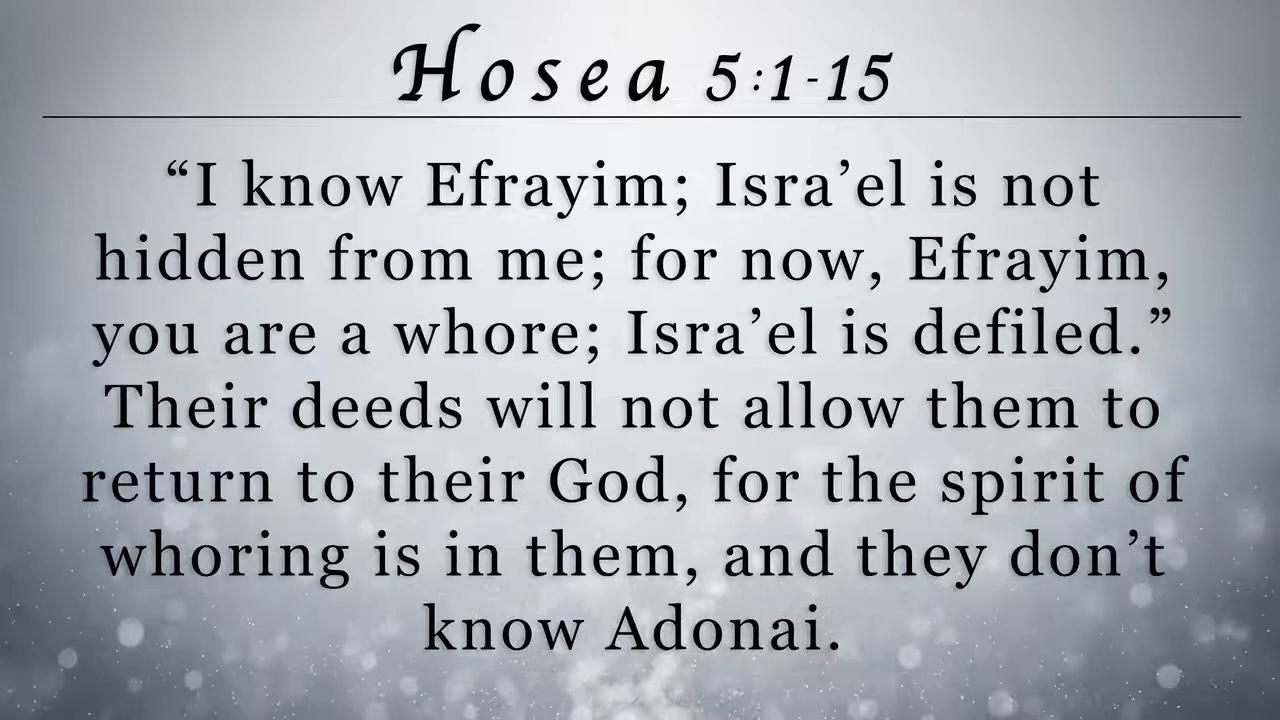 Hosea 5:1-15
“I know Efrayim; Isra’el is not
hidden from me; for now, Efrayim,
you are a whore; Isra’el is defiled.”
Their deeds will not allow them to
return to their God, for the spirit of
whoring is in them, and they don’t
know Adonai.